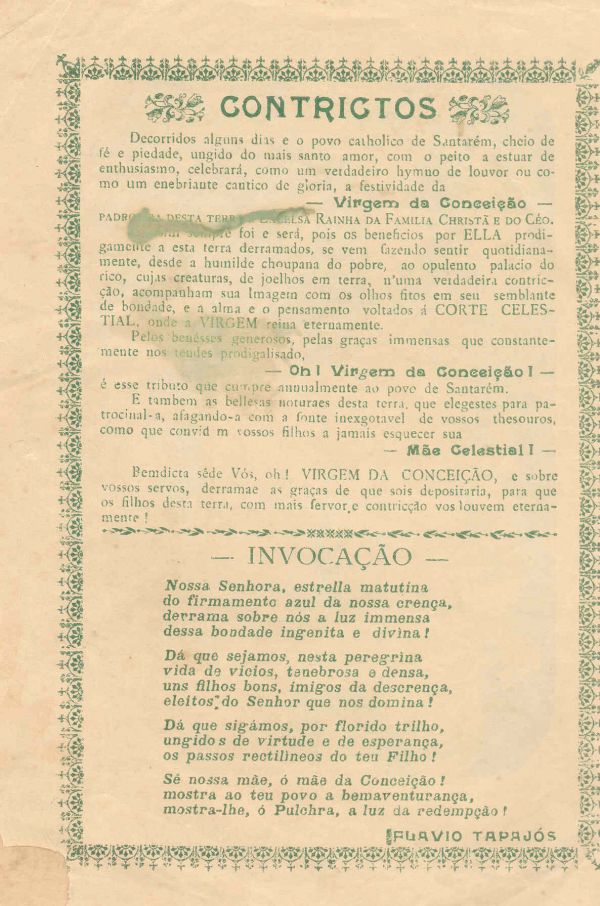 CONTRICTOS
Decorridos alguns dias e o povo catholico de Santarém, cheio de
fé e piedade, ungido do mais santo amor, com o peito a estuar de
enthusiasmo, celebrará, como um verdadeiro hymno de louvor ou co-
mo um enebriante cantico de gloria, a festividade da
— Virgem da Conceição —
PADROEIRA DESTA TERRA E EXCELSA RAINHA DA FAMILIA CHRISTÃ E DO CÉO.
sempre foi e será, pois os beneficios por ELLA prodi-
gamente a esta terra derramados, se vem fazendo sentir quotidiana-
mente, desde a humilde choupana do pobre, ao opulento palacio do
rico, cujas creaturas, de joelhos em terra, n'uma verdadeira contric-
ção, acompanham sua Imagem com os olhos fitos em seu semblante
de bondade, e a alma e o pensamento voltados á CORTE CELES-
TIAL, onde a VIRGEM reina eternamente.
Pelos benesses generosos, pelas graças immensas que constante-
mente nos tendes prodigalisado,
— Oh! Virgem da Conceição! —
é esse tributo que cumpre annualmente ao povo de Santarém.
E tambem as bellesas noturaes desta terra, que elegestes para pa-
trocinal-a, afagando-a com a fonte inexgotavel de vossos thesouros,
como que convid m vossos filhos a jamais esquecer sua
— Mãe Celestial! —
Bemdicta sêde Vós, oh! VIRGEM DA CONCEIÇÃO, e sobre
vossos servos, derramae as graças de que sois depositaria, para que
os filhos desta terra, com mais fervor e contricção vos louvem eterna-
mente!
— INVOCAÇÃO —
Nossa Senhora, estrella matutina
do firmamento azul da nossa crença,
derrama sobre nós a luz immensa
dessa bondade ingenita e divina!
Dá que sejamos, nesta peregrina
vida de vicios, tenebrosa e densa,
uns filhos bons, imigos da descrença,
eleitos do Senhor que nos domina!
Dá que sigâmos, por florido trilho,
ungidos de virtude e de esperança,
os passos rectilineos do teu Filho!
Sê nossa mãe, ó mãe da Conceição!
mostra ao teu povo a bemaventurança,
mostra-lhe, ó Pulchra, a luz da redempção!
FLAVIO TAPAJÓS